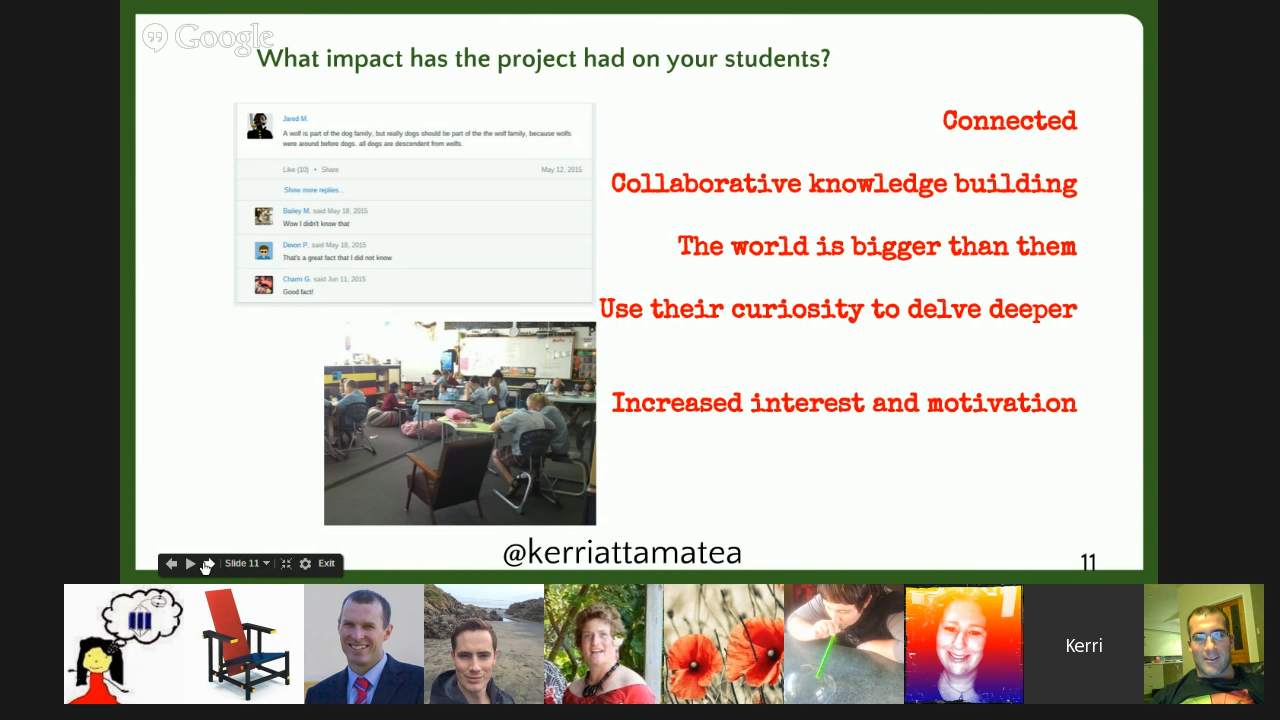 Google
What impact has the project had on your students?
Jared M.
A wolf is part of the dog family, but really dogs should be part of the the wolf family, because wolfs
were around before dogs. all dogs are descendent from wolfs.
Like (10) • Share May 12, 2015
Show more replies...
Bailey M. said May 18, 2015
Wow I didn't know that
Devon P. said May 18, 2015
That's a great fact that I did not know
Charm G. said Jun 11, 2015
Good fact!
Connected
Collaborative knowledge building
The world is bigger than them
Use their curiosity to delve deeper
Increased interest and motivation
@kerriattamatea
11
Slide 11 Exit
Kerri